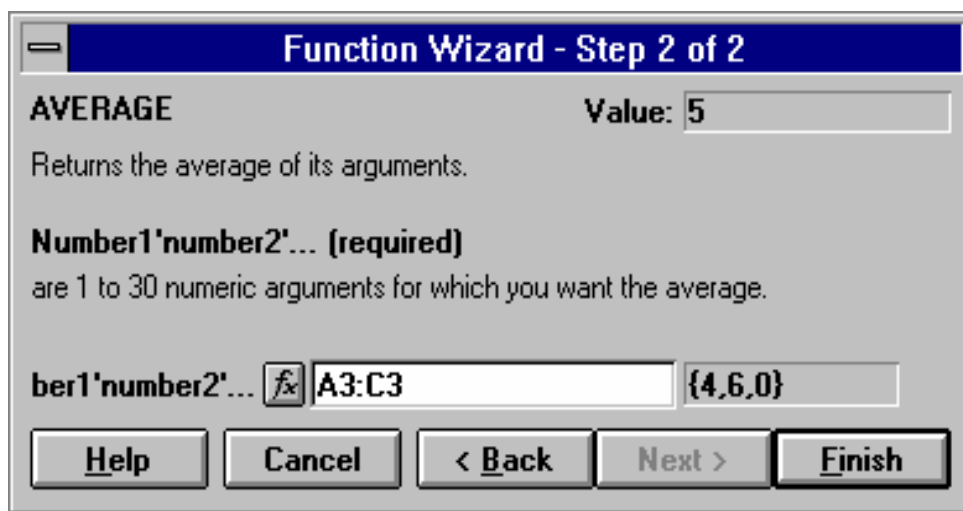 Function Wizard - Step 2 of 2
AVERAGE Value: 5
Returns the average of its arguments.
Number1'number2'... (required)
are 1 to 30 numeric arguments for which you want the average.
ber1'number2'... fx A3:C3 {4,6,0}
Help Cancel < Back Next > Finish